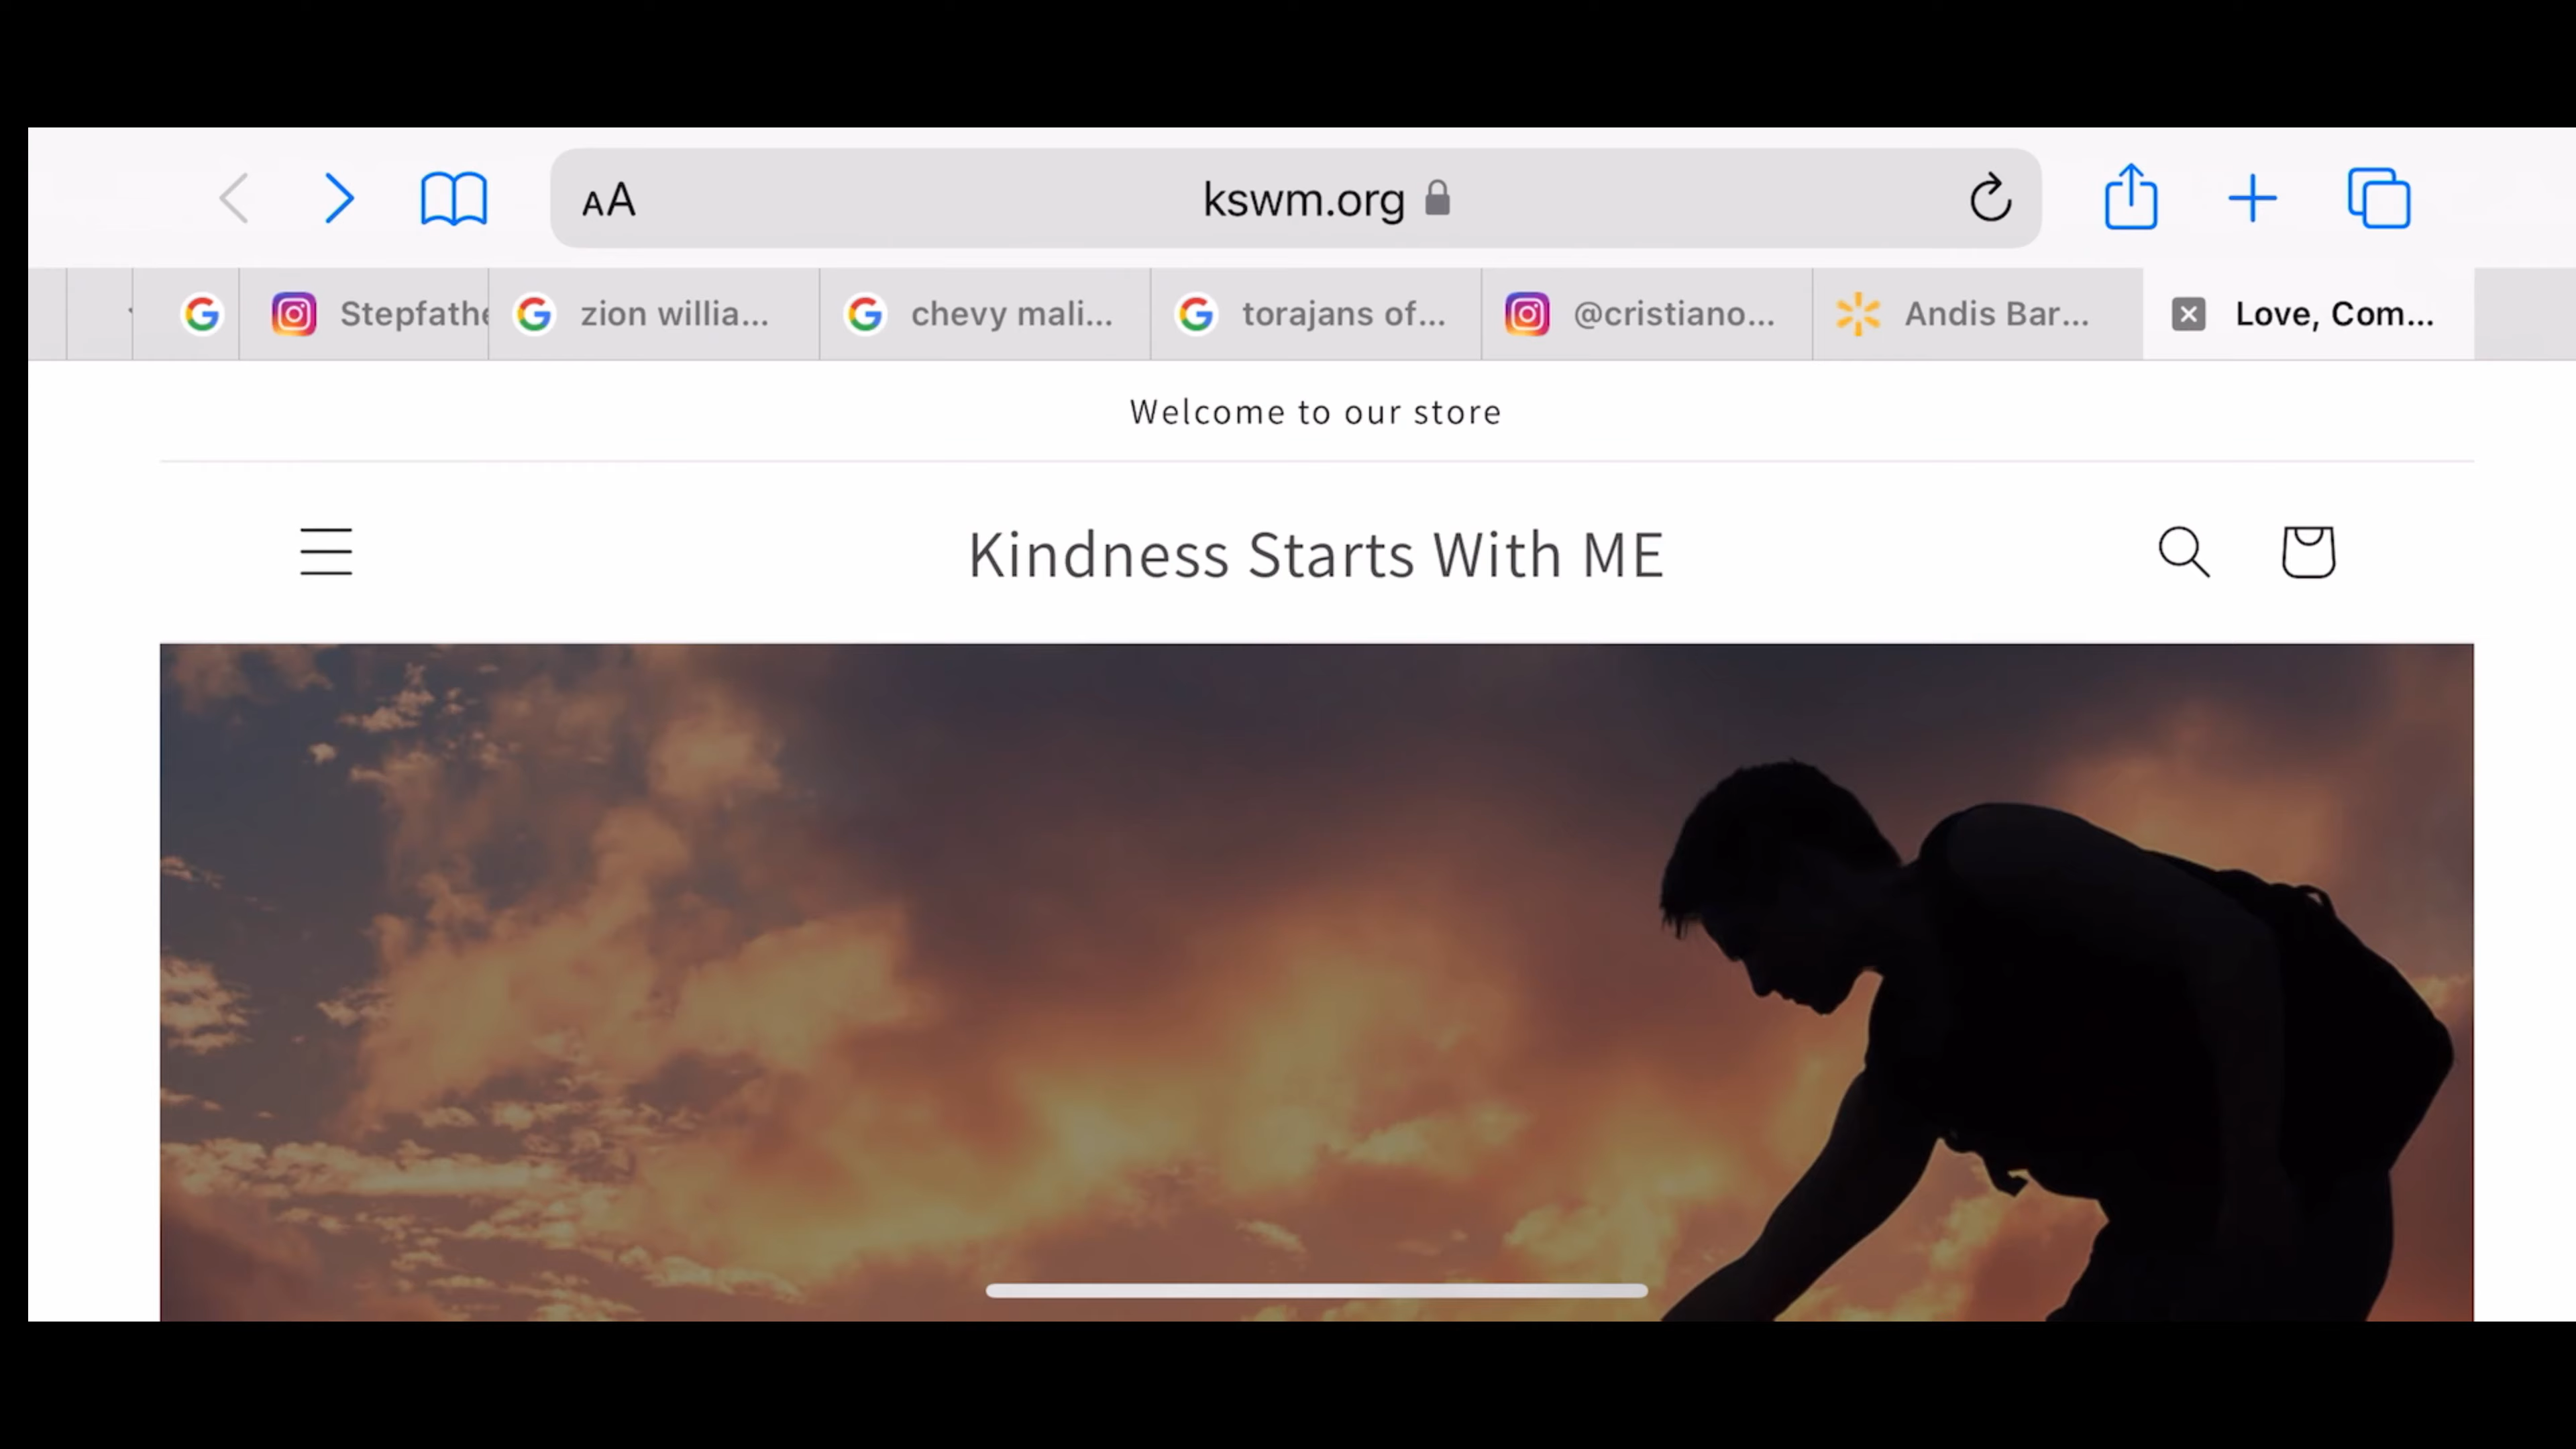 AA
kswm.org
Stepfathe
zion willia...
chevy mali...
torajans of...
@cristiano...
Andis Bar...
Love, Com...
Welcome to our store
Kindness Starts With ME